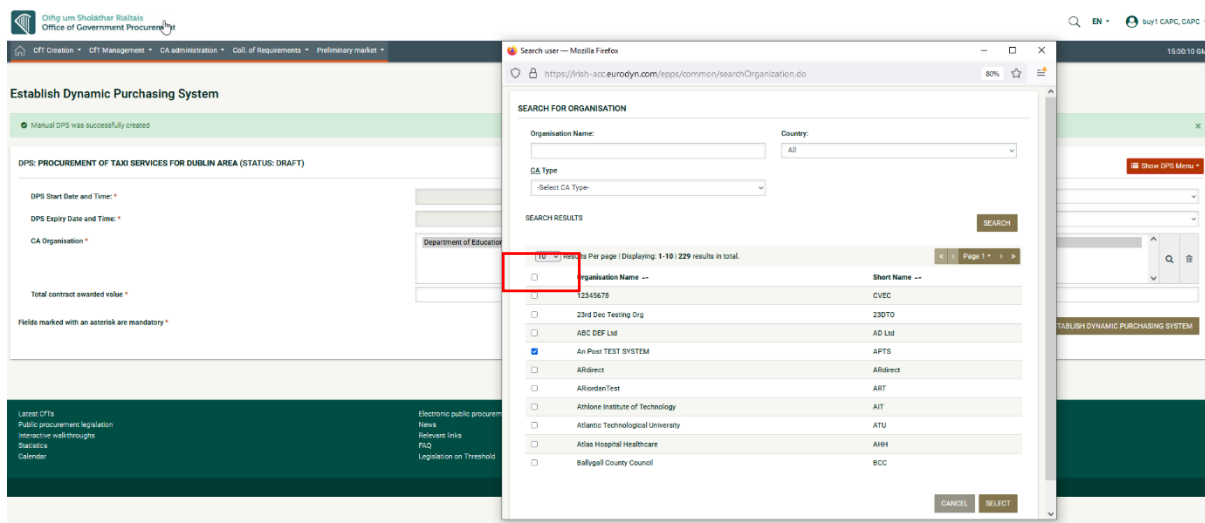 Oifig um Sholáthar Rialtais
Office of Government Procurement
EN
buy1 CAPC, CAPC
CfT Creation CfT Management CA administration Coll. of Requirements Preliminary market
15:00:10 GM
Search user — Mozilla Firefox
https://irish-acc.eurodyn.com/epps/common/searchOrganization.do
80%
Establish Dynamic Purchasing System
Manual DPS was successfully created
DPS: PROCUREMENT OF TAXI SERVICES FOR DUBLIN AREA (STATUS: DRAFT)
Show DPS Menu
DPS Start Date and Time: *
DPS Expiry Date and Time: *
CA Organisation *
Department of Education
Total contract awarded value *
Fields marked with an asterisk are mandatory *
TABLISH DYNAMIC PURCHASING SYSTEM
SEARCH FOR ORGANISATION
Organisation Name:
Country:
All
CA Type
-Select CA Type-
SEARCH RESULTS
SEARCH
10 Results Per page | Displaying: 1-10 | 229 results in total.
« ‹ Page 1 › »
Organisation Name Short Name
12345678 CVEC
23rd Dec Testing Org 23DTO
ABC DEF Ltd AD Ltd
An Post TEST SYSTEM APTS
ARdirect ARdirect
ARiordanTest ART
Athlone Institute of Technology AIT
Atlantic Technological University ATU
Atlas Hospital Healthcare AHH
Ballygall County Council BCC
CANCEL SELECT
Latest CfTs
Public procurement legislation
Interactive walkthroughs
Statistics
Calendar
Electronic public procurem
News
Relevant links
FAQ
Legislation on Threshold